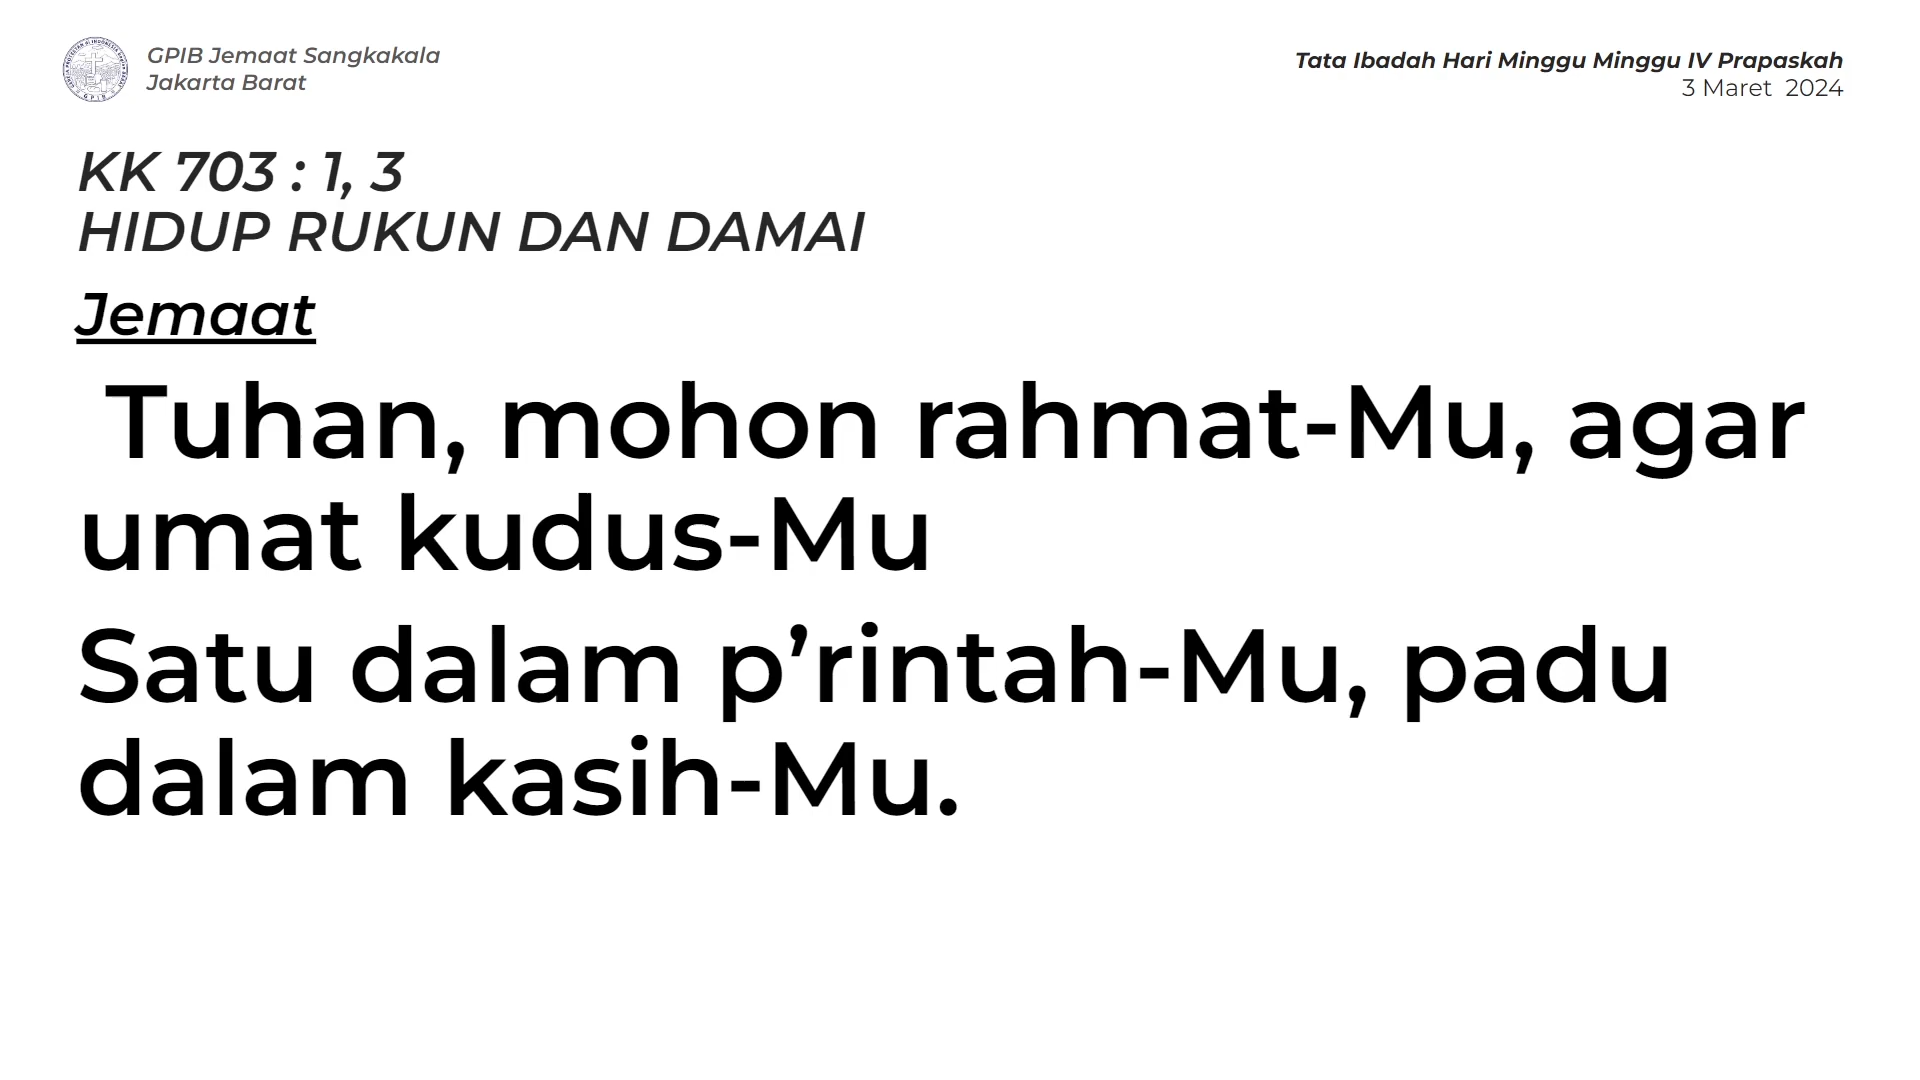 GPIB Jemaat Sangkakala
Jakarta Barat
Tata Ibadah Hari Minggu Minggu IV Prapaskah
3 Maret  2024
KK 703 : 1, 3
HIDUP RUKUN DAN DAMAI
Jemaat
Tuhan, mohon rahmat-Mu, agar
umat kudus-Mu
Satu dalam p’rintah-Mu, padu
dalam kasih-Mu.